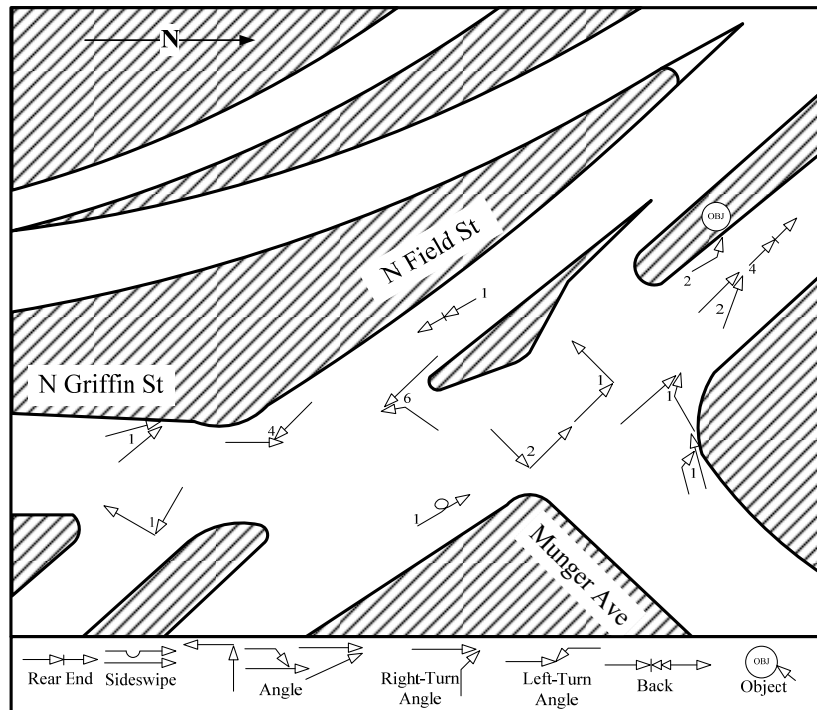 N
OBJ
N Field St
1
2
4
2
N Griffin St
6
1
1
1
4
2
1
1
1
1
Munger Ave
Rear End
Sideswipe
Angle
Right-Turn
Angle
Left-Turn
Angle
Back
OBJ
Object